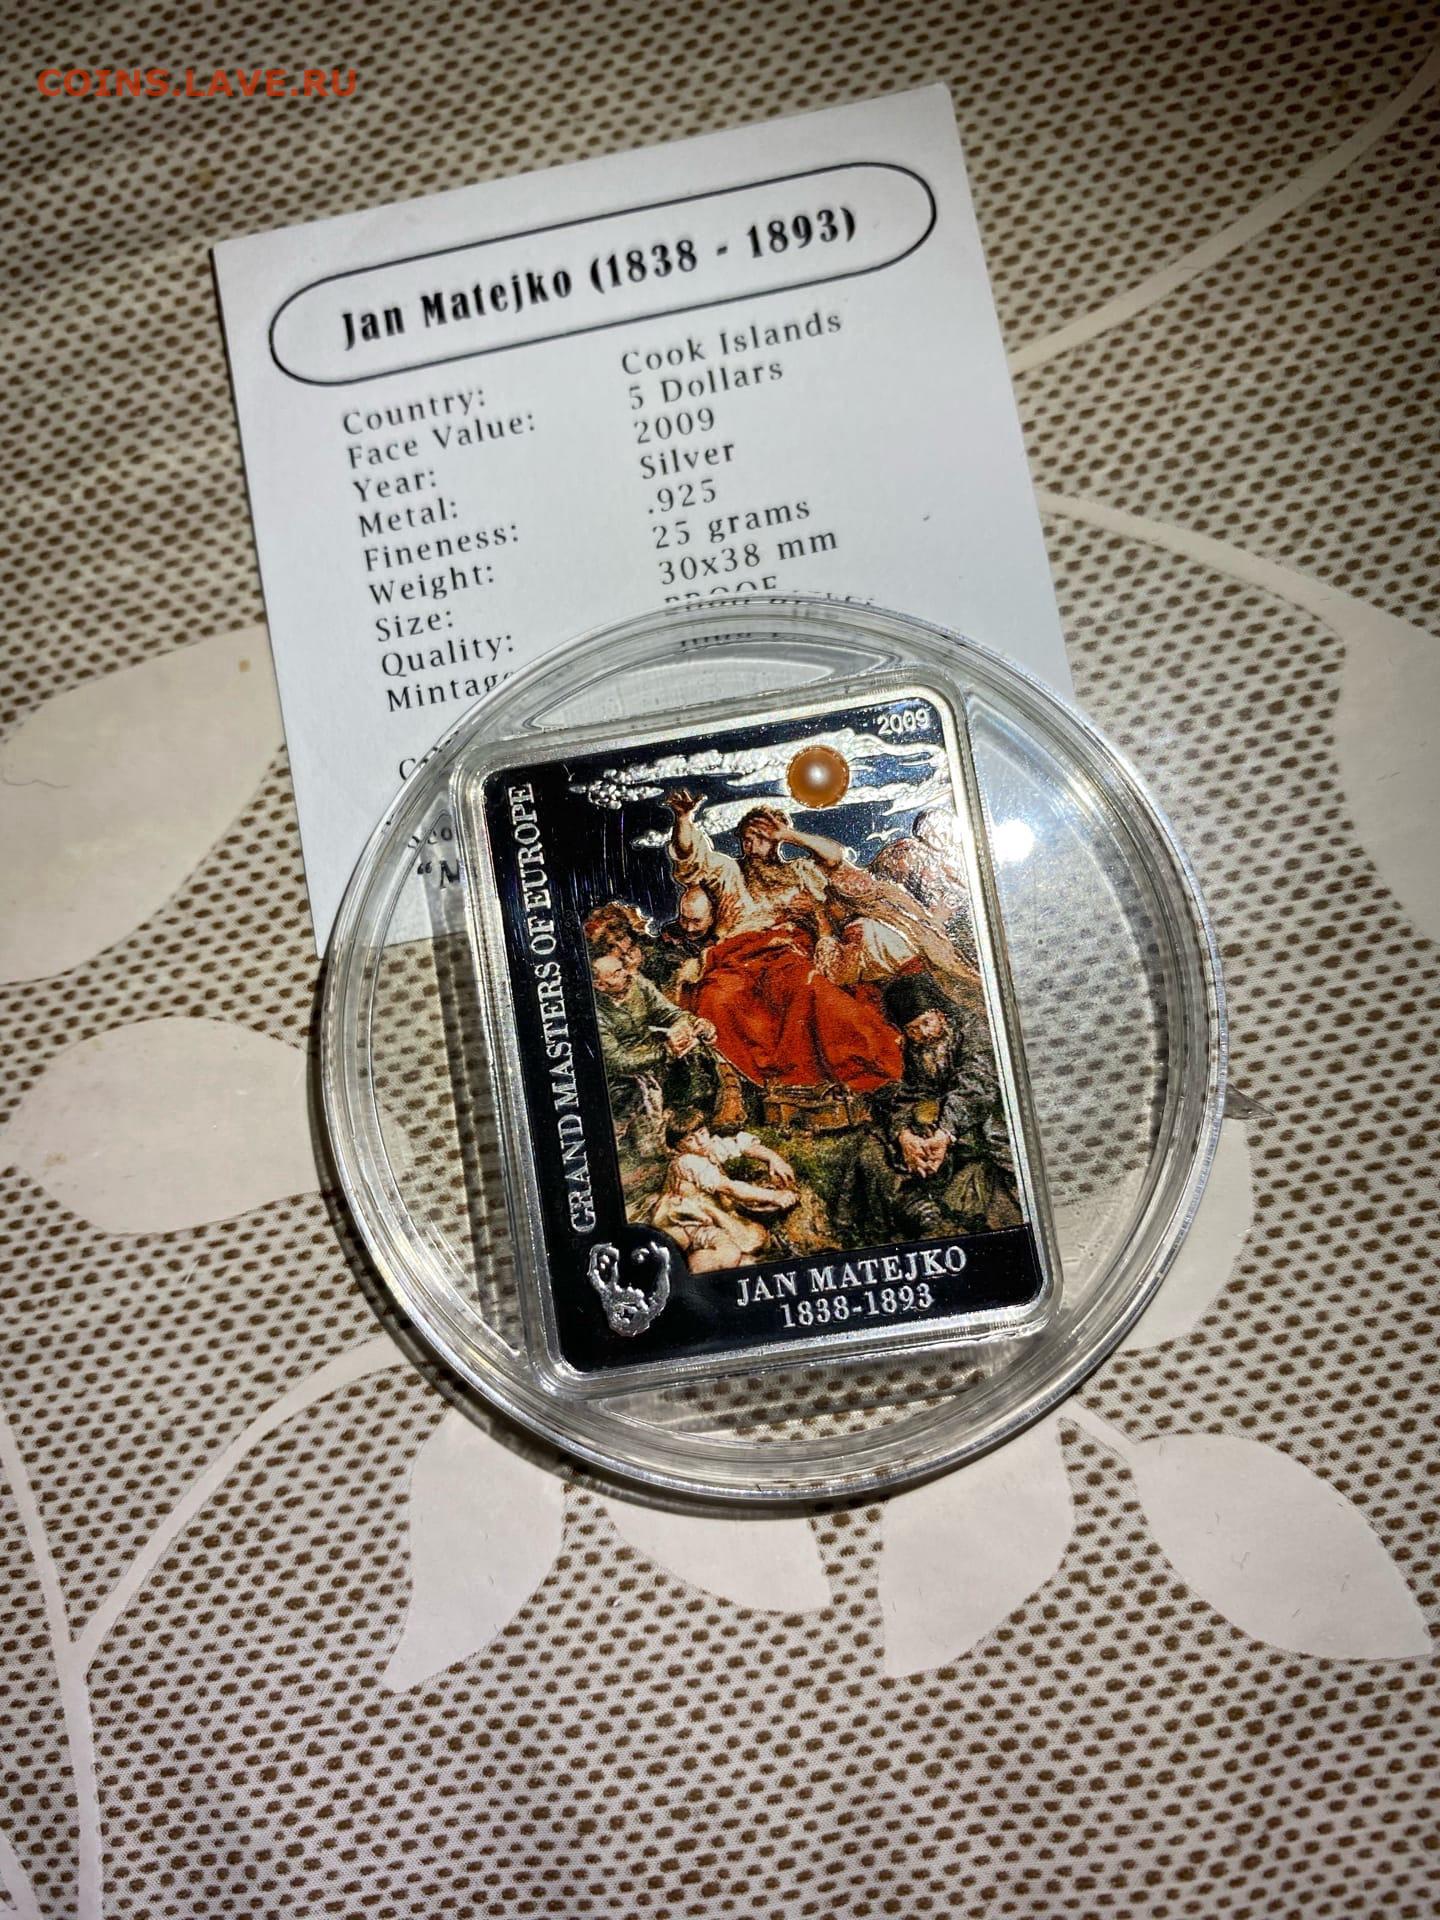 COINS.LAVE.RU
Jan Matejko (1838 - 1893)
Country: Cook Islands
Face Value: 5 Dollars
Year: 2009
Metal: Silver
Fineness: .925
Weight: 25 grams
Size: 30x38 mm
Quality: PROOF
2009
GRAND MASTERS OF EUROPE
JAN MATEJKO
1838-1893